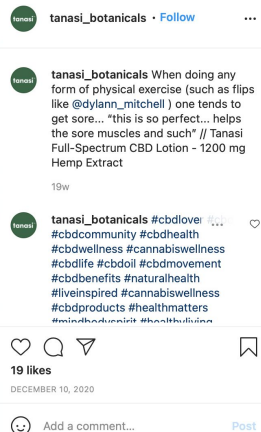 tanasi
tanasi_botanicals • Follow
tanasi
tanasi_botanicals When doing any
form of physical exercise (such as flips
like @dylann_mitchell ) one tends to
get sore... “this is so perfect... helps
the sore muscles and such” // Tanasi
Full-Spectrum CBD Lotion - 1200 mg
Hemp Extract
19w
tanasi
tanasi_botanicals #cbdlover
#cbdcommunity #cbdhealth
#cbdwellness #cannabiswellness
#cbdlife #cbdoil #cbdmovement
#cbdbenefits #naturalhealth
#liveinspired #cannabiswellness
#cbdproducts #healthmatters
#mindbodyspirit #healthyliving
19 likes
DECEMBER 10, 2020
Add a comment...
Post